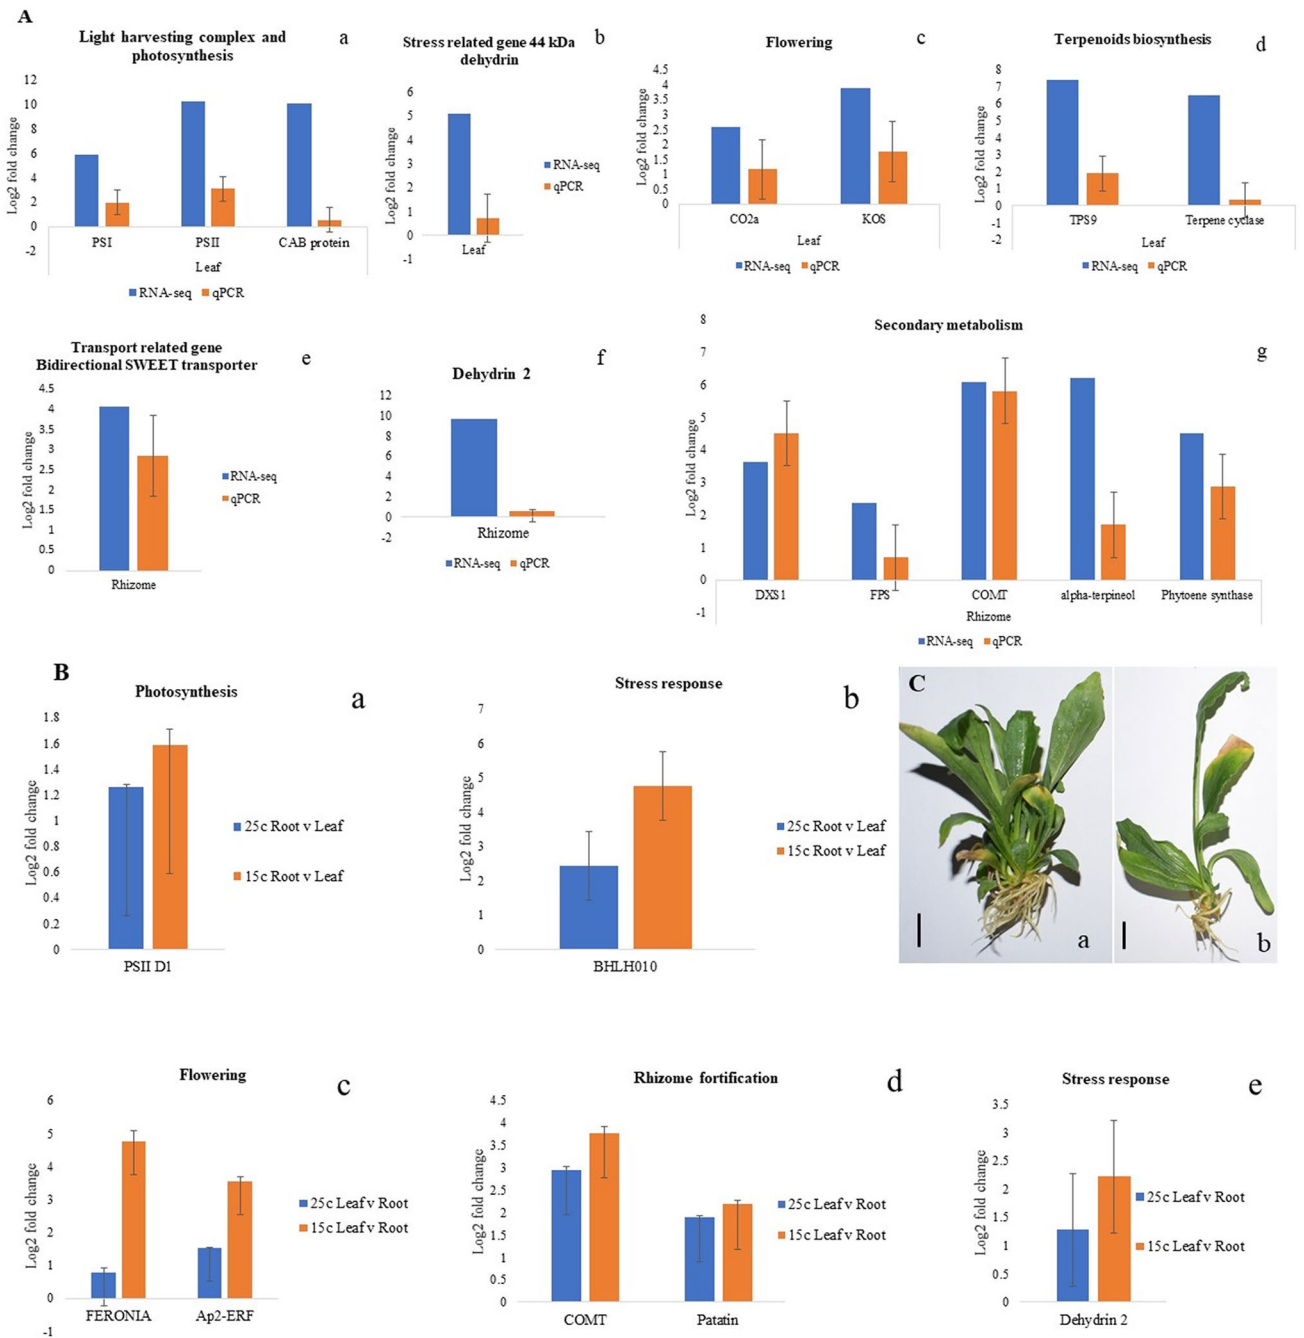 A
Light harvesting complex and
photosynthesis
a
Log2 fold change
12
10
8
6
4
2
0
-2
PSI PSII CAB protein
Leaf
RNA-seq qPCR
Stress related gene 44 kDa
dehydrin
b
Log2 fold change
6
5
4
3
2
1
0
-1
Leaf
RNA-seq
qPCR
Flowering
c
Log2 fold change
4.5
4
3.5
3
2.5
2
1.5
1
0.5
0
CO2a KOS
Leaf
RNA-seq qPCR
Terpenoids biosynthesis
d
Log2 fold change
8
7
6
5
4
3
2
1
0
-1
-2
TPS9 Terpene cyclase
Leaf
RNA-seq qPCR
Transport related gene
Bidirectional SWEET transporter
e
Log2 fold change
4.5
4
3.5
3
2.5
2
1.5
1
0.5
0
Rhizome
RNA-seq
qPCR
Dehydrin 2
f
Log2 fold change
12
10
8
6
4
2
0
-2
Rhizome
RNA-seq qPCR
Secondary metabolism
g
Log2 fold change
8
7
6
5
4
3
2
1
0
-1
DXS1 FPS COMT alpha-terpineol Phytoene synthase
Rhizome
RNA-seq qPCR
B
Photosynthesis
a
Log2 fold change
1.8
1.6
1.4
1.2
1
0.8
0.6
0.4
0.2
0
PSII D1
25c Root v Leaf
15c Root v Leaf
Stress response
b
Log2 fold change
7
6
5
4
3
2
1
0
BHLH010
25c Root v Leaf
15c Root v Leaf
C
a
b
Flowering
c
Log2 fold change
6
5
4
3
2
1
0
-1
FERONIA Ap2-ERF
25c Leaf v Root
15c Leaf v Root
Rhizome fortification
d
Log2 fold change
4.5
4
3.5
3
2.5
2
1.5
1
0.5
0
COMT Patatin
25c Leaf v Root
15c Leaf v Root
Stress response
e
Log2 fold change
3.5
3
2.5
2
1.5
1
0.5
0
Dehydrin 2
25c Leaf v Root
15c Leaf v Root